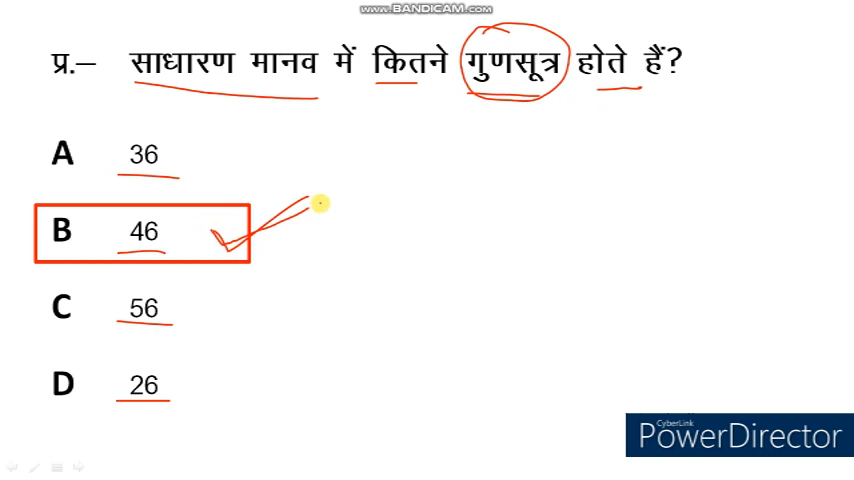 www.BANDICAM.com
प्र.– साधारण मानव में कितने गुणसूत्र होते हैं?
A 36
B 46
C 56
D 26
CyberLink
PowerDirector